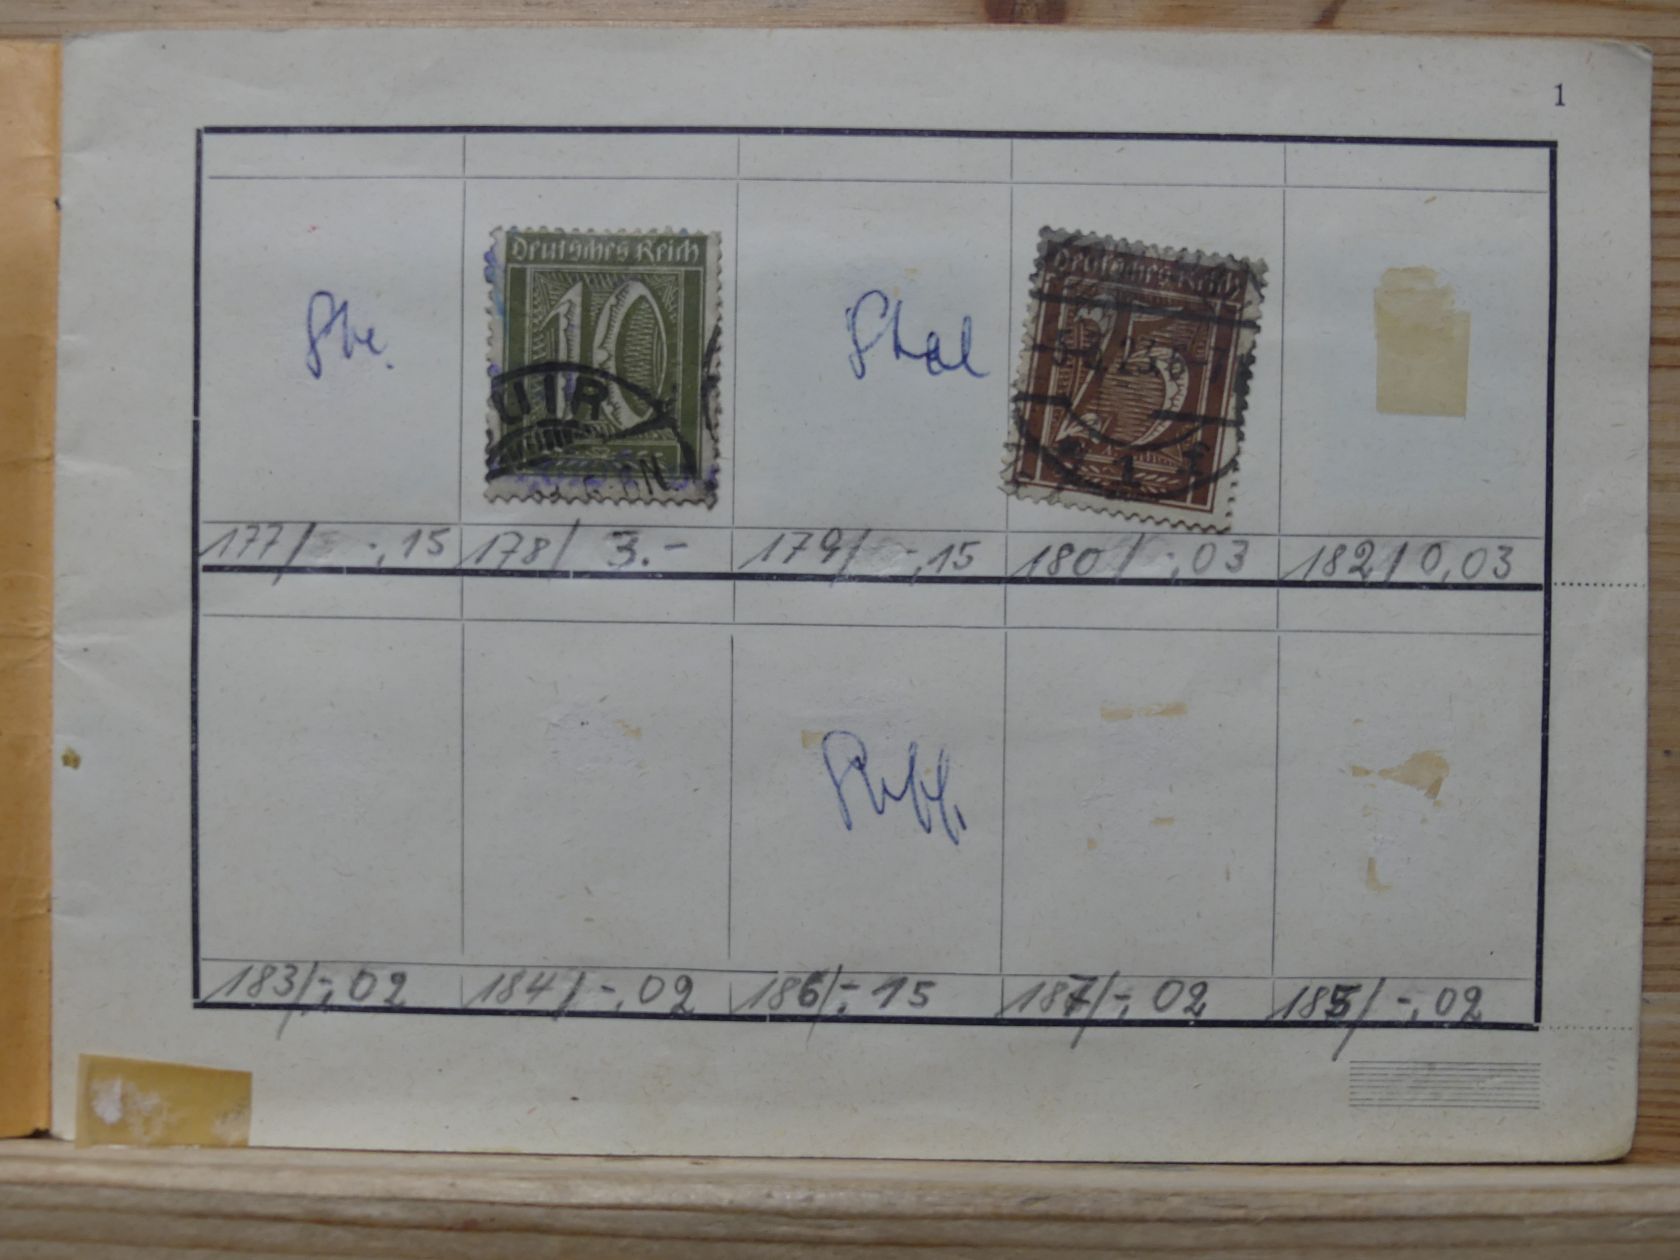 1
Deutsches Reich
10
Deutsches Reich
25
177/ -,15 178/ 3.- 179/ -,15 180/ -,03 182/0,03
183/-,02 184/-,02 186/-,15 187/-,02 185/-,02